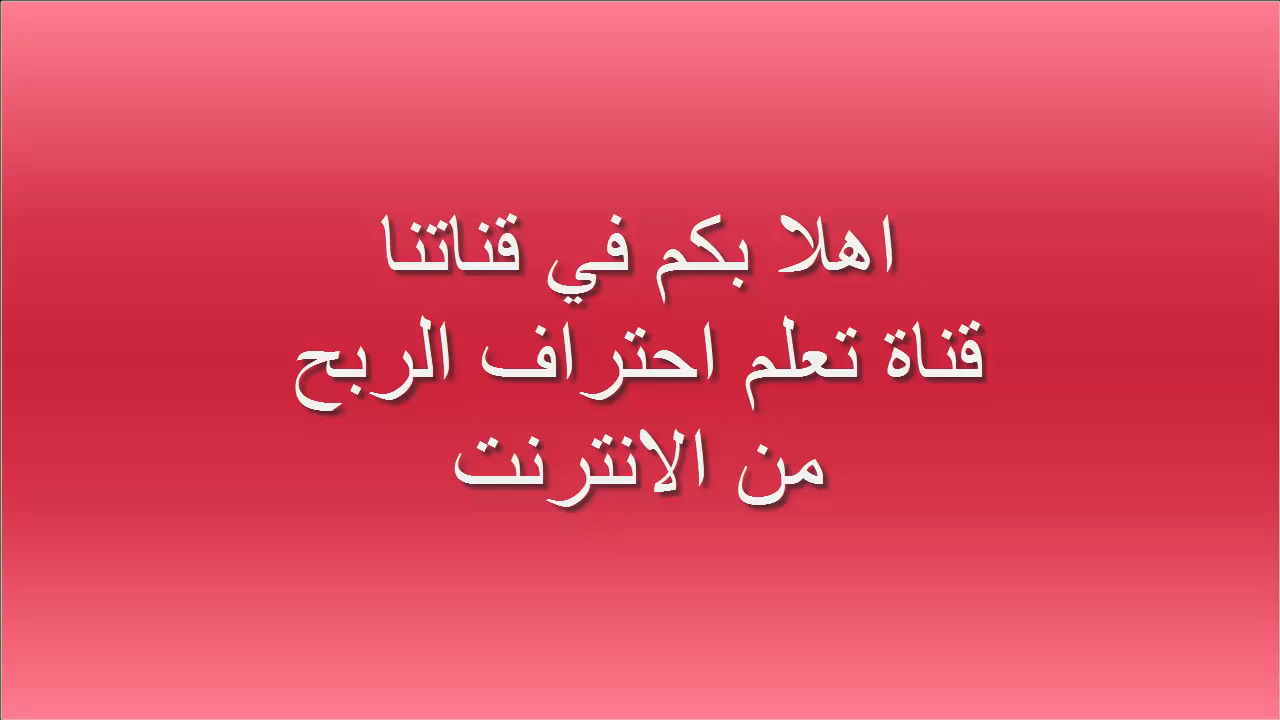 اهلا بكم في قناتنا
قناة تعلم احتراف الربح
من الانترنت